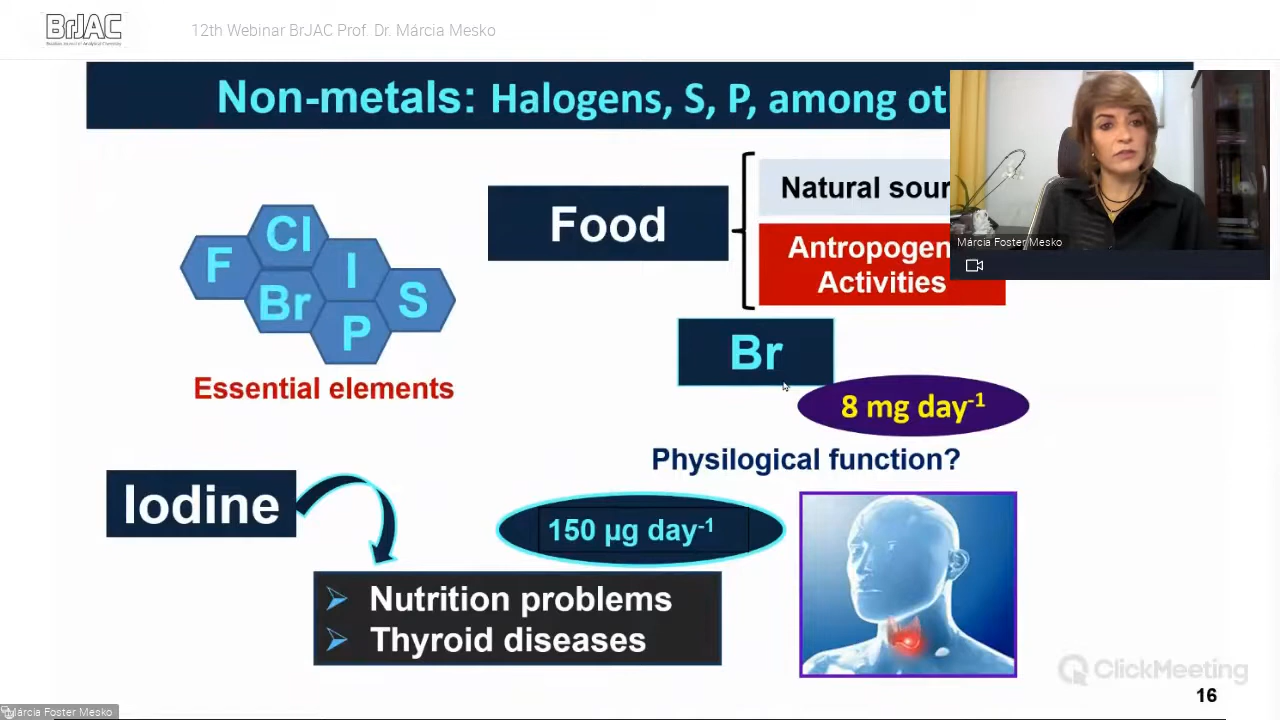 BrJAC
12th Webinar BrJAC Prof. Dr. Márcia Mesko
Non-metals: Halogens, S, P, among ot
Food
Natural sour
Antropogen
Activities
F
Cl
Br
I
P
S
Essential elements
Br
8 mg day-1
Physilogical function?
Iodine
150 µg day-1
➢ Nutrition problems
➢ Thyroid diseases
Márcia Foster Mesko
ClickMeeting
16
Márcia Foster Mesko